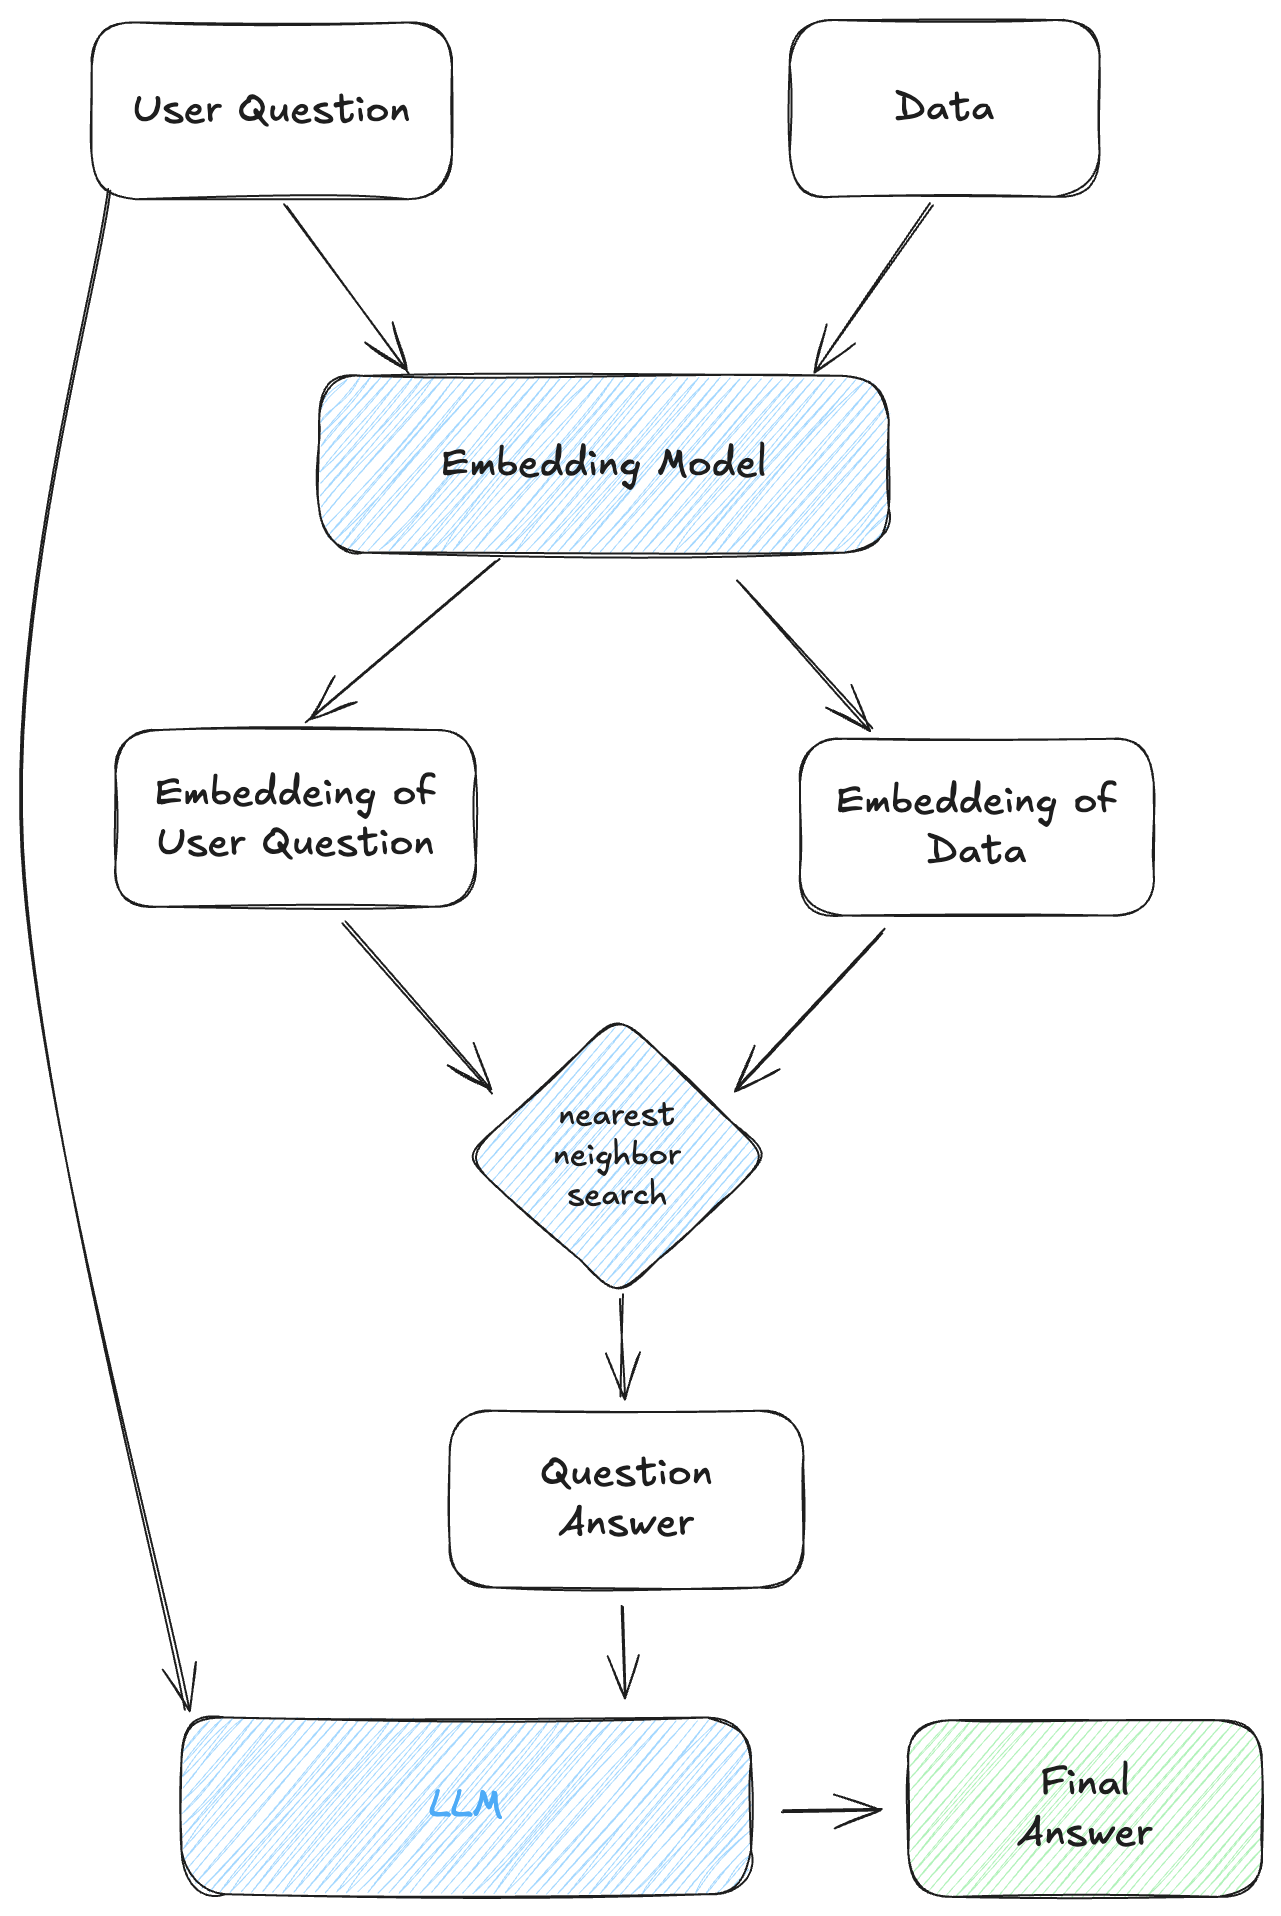 User Question
Data
Embedding Model
Embeddeing of
User Question
Embeddeing of
Data
nearest
neighbor
search
Question
Answer
LLM
Final
Answer